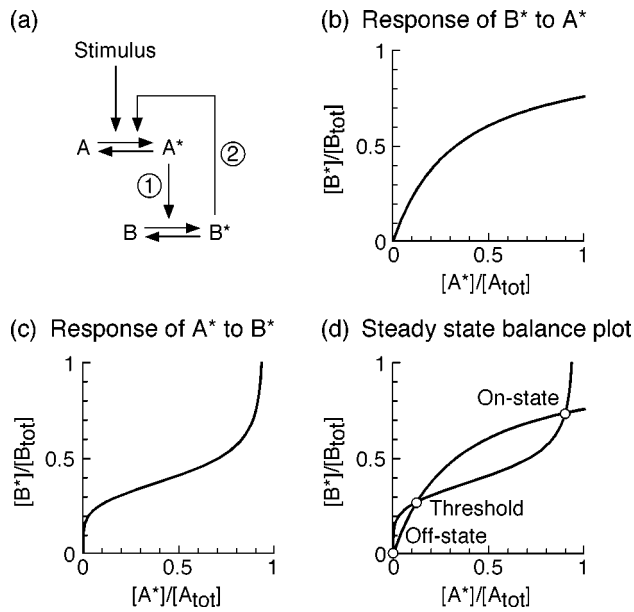 (a)
Stimulus
A
A*
①
②
B
B*
(b) Response of B* to A*
[B*]/[Btot]
1
0.5
0
0
0.5
1
[A*]/[Atot]
(c) Response of A* to B*
[B*]/[Btot]
1
0.5
0
0
0.5
1
[A*]/[Atot]
(d) Steady state balance plot
[B*]/[Btot]
1
0.5
0
On-state
Threshold
Off-state
0
0.5
1
[A*]/[Atot]